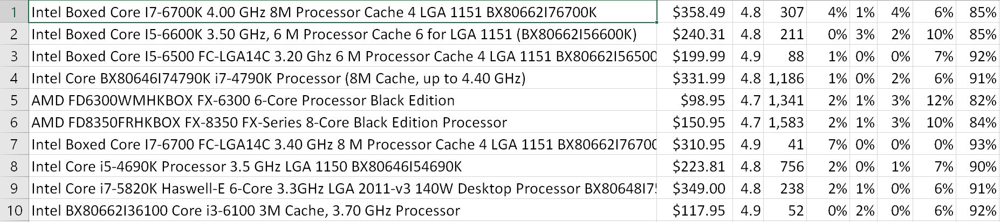 1 Intel Boxed Core I7-6700K 4.00 GHz 8M Processor Cache 4 LGA 1151 BX80662I76700K $358.49 4.8 307 4% 1% 4% 6% 85%
2 Intel Boxed Core I5-6600K 3.50 GHz, 6 M Processor Cache 6 for LGA 1151 (BX80662I56600K) $240.31 4.8 211 0% 3% 2% 10% 85%
3 Intel Boxed Core I5-6500 FC-LGA14C 3.20 Ghz 6 M Processor Cache 4 LGA 1151 BX80662I56500 $199.99 4.9 88 1% 0% 0% 7% 92%
4 Intel Core BX80646I74790K i7-4790K Processor (8M Cache, up to 4.40 GHz) $331.99 4.8 1,186 1% 0% 2% 6% 91%
5 AMD FD6300WMHKBOX FX-6300 6-Core Processor Black Edition $98.95 4.7 1,341 2% 1% 3% 12% 82%
6 AMD FD8350FRHKBOX FX-8350 FX-Series 8-Core Black Edition Processor $150.95 4.7 1,583 2% 1% 3% 10% 84%
7 Intel Boxed Core I7-6700 FC-LGA14C 3.40 GHz 8 M Processor Cache 4 LGA 1151 BX80662I76700 $310.95 4.9 41 7% 0% 0% 0% 93%
8 Intel Core i5-4690K Processor 3.5 GHz LGA 1150 BX80646I54690K $223.81 4.8 756 2% 0% 1% 7% 90%
9 Intel Core i7-5820K Haswell-E 6-Core 3.3GHz LGA 2011-v3 140W Desktop Processor BX80648I7 $349.00 4.8 238 2% 1% 0% 6% 91%
10 Intel BX80662I36100 Core i3-6100 3M Cache, 3.70 GHz Processor $117.95 4.9 52 0% 2% 0% 6% 92%